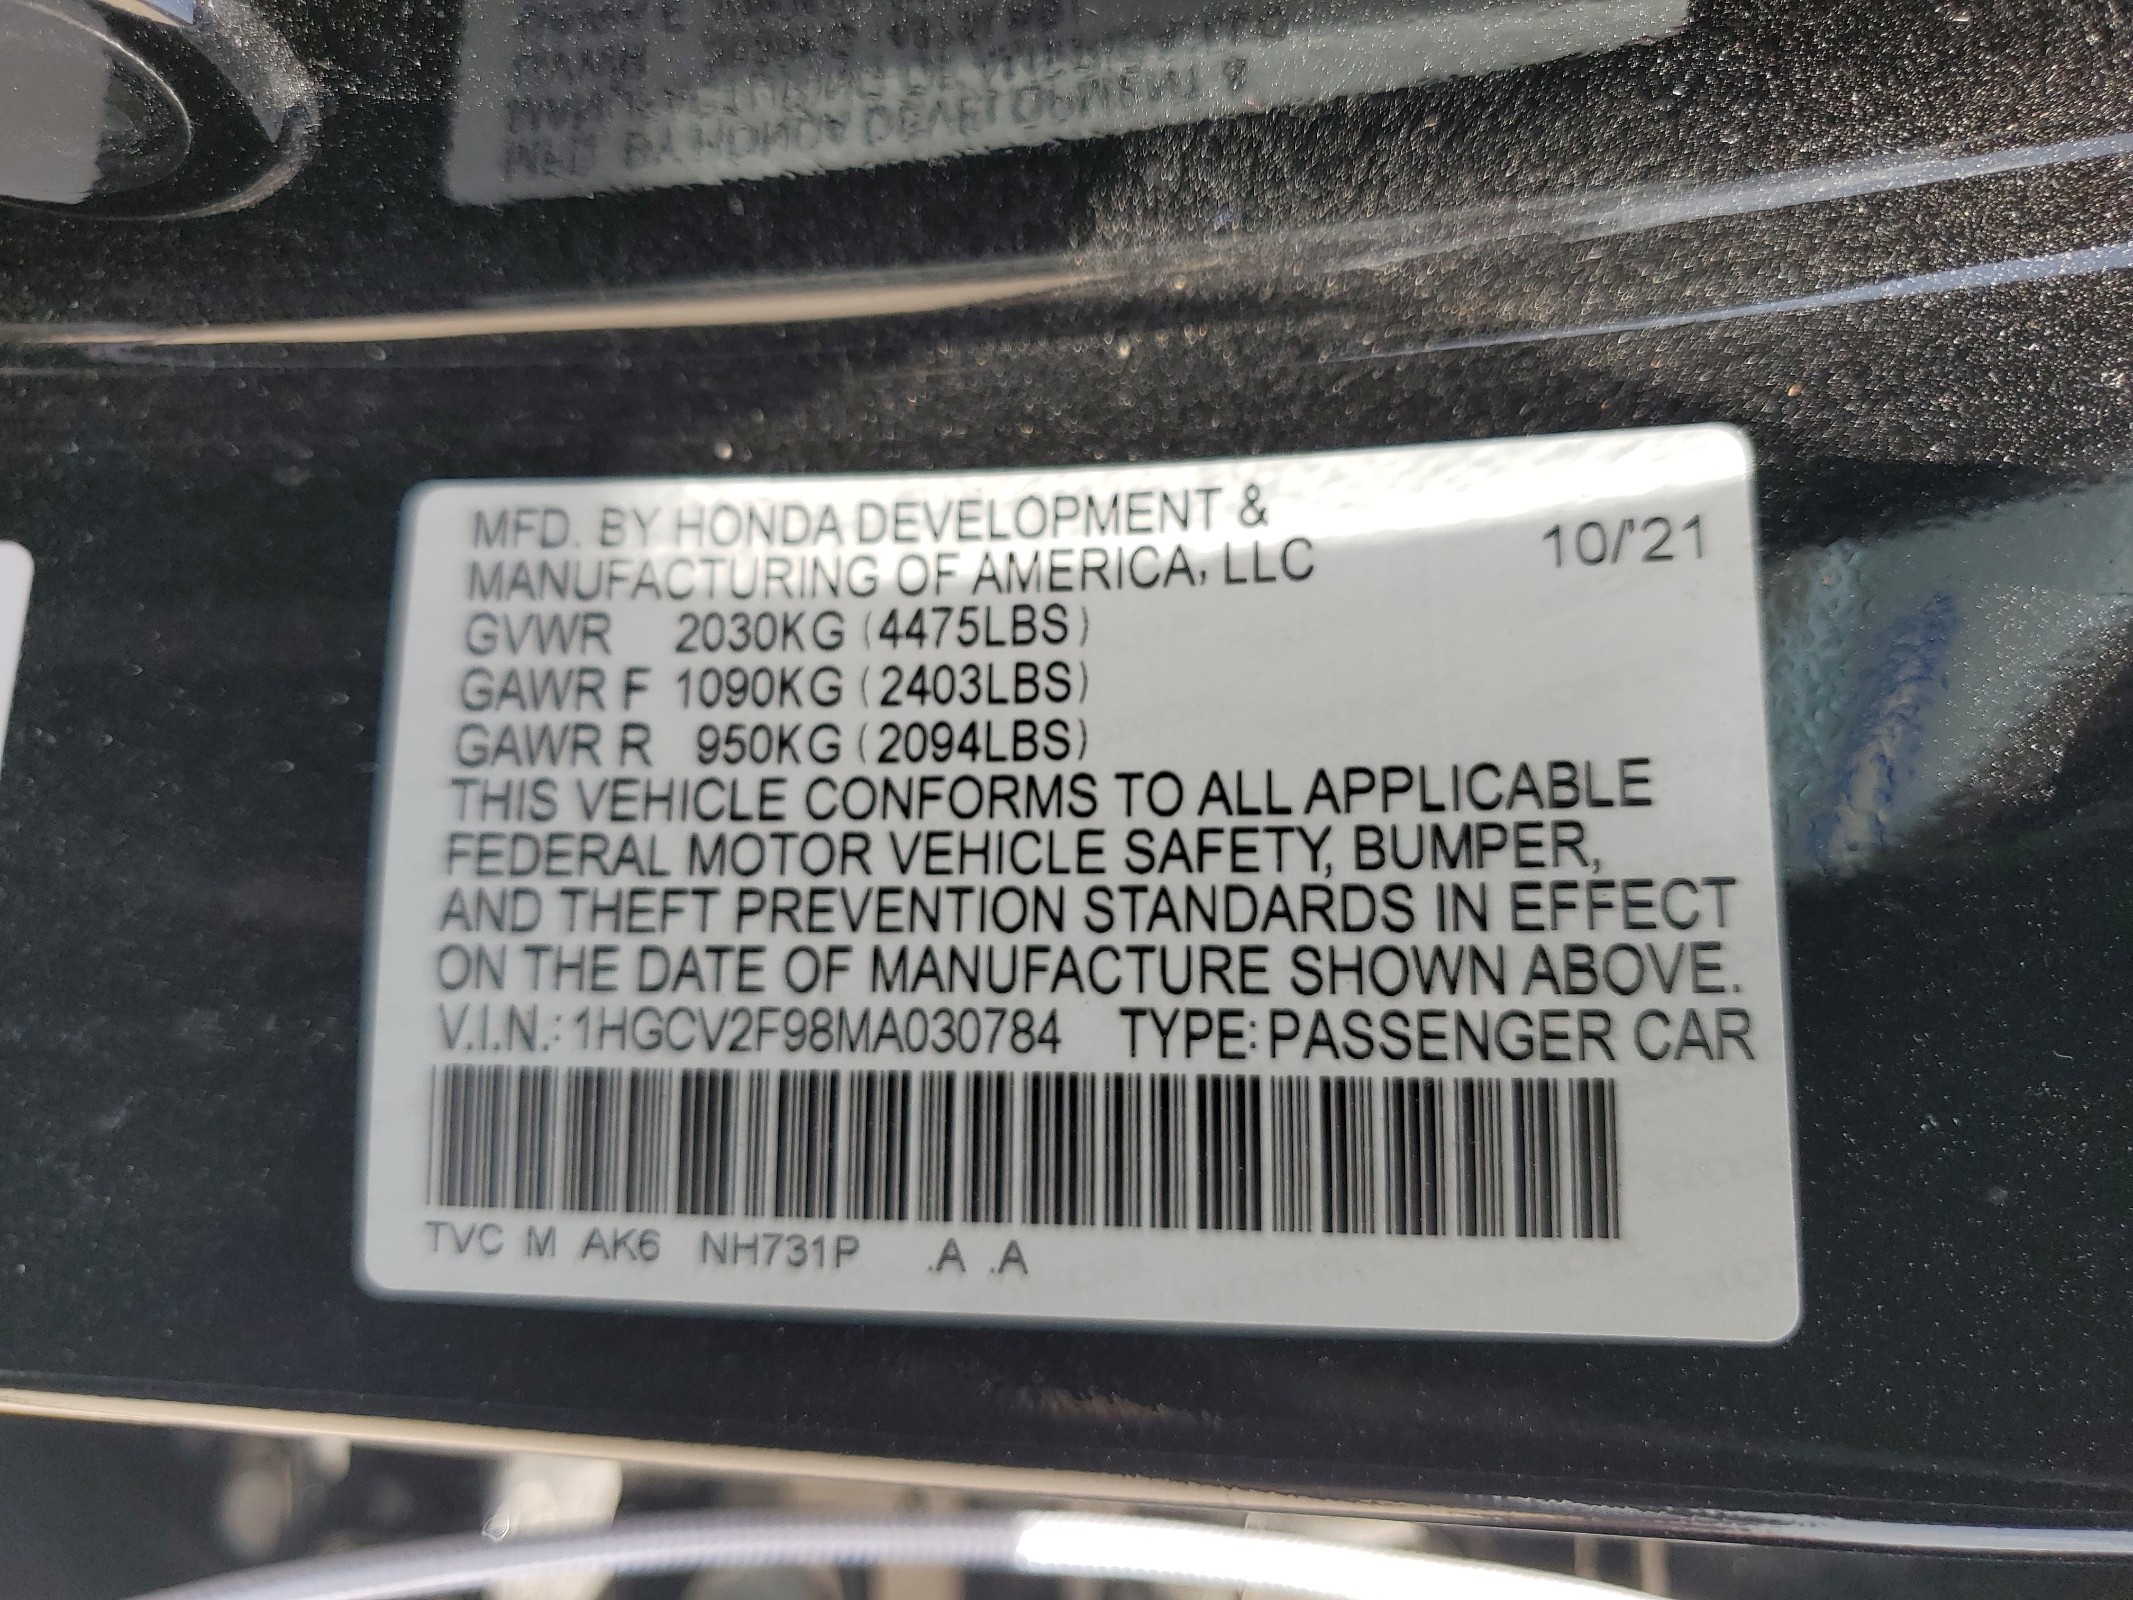 MFD. BY HONDA DEVELOPMENT &
MANUFACTURING OF AMERICA, LLC 10/'21
GVWR 2030KG (4475LBS)
GAWR F 1090KG (2403LBS)
GAWR R 950KG (2094LBS)
THIS VEHICLE CONFORMS TO ALL APPLICABLE
FEDERAL MOTOR VEHICLE SAFETY, BUMPER,
AND THEFT PREVENTION STANDARDS IN EFFECT
ON THE DATE OF MANUFACTURE SHOWN ABOVE.
V.I.N.: 1HGCV2F98MA030784 TYPE: PASSENGER CAR
TVC M AK6 NH731P .A .A